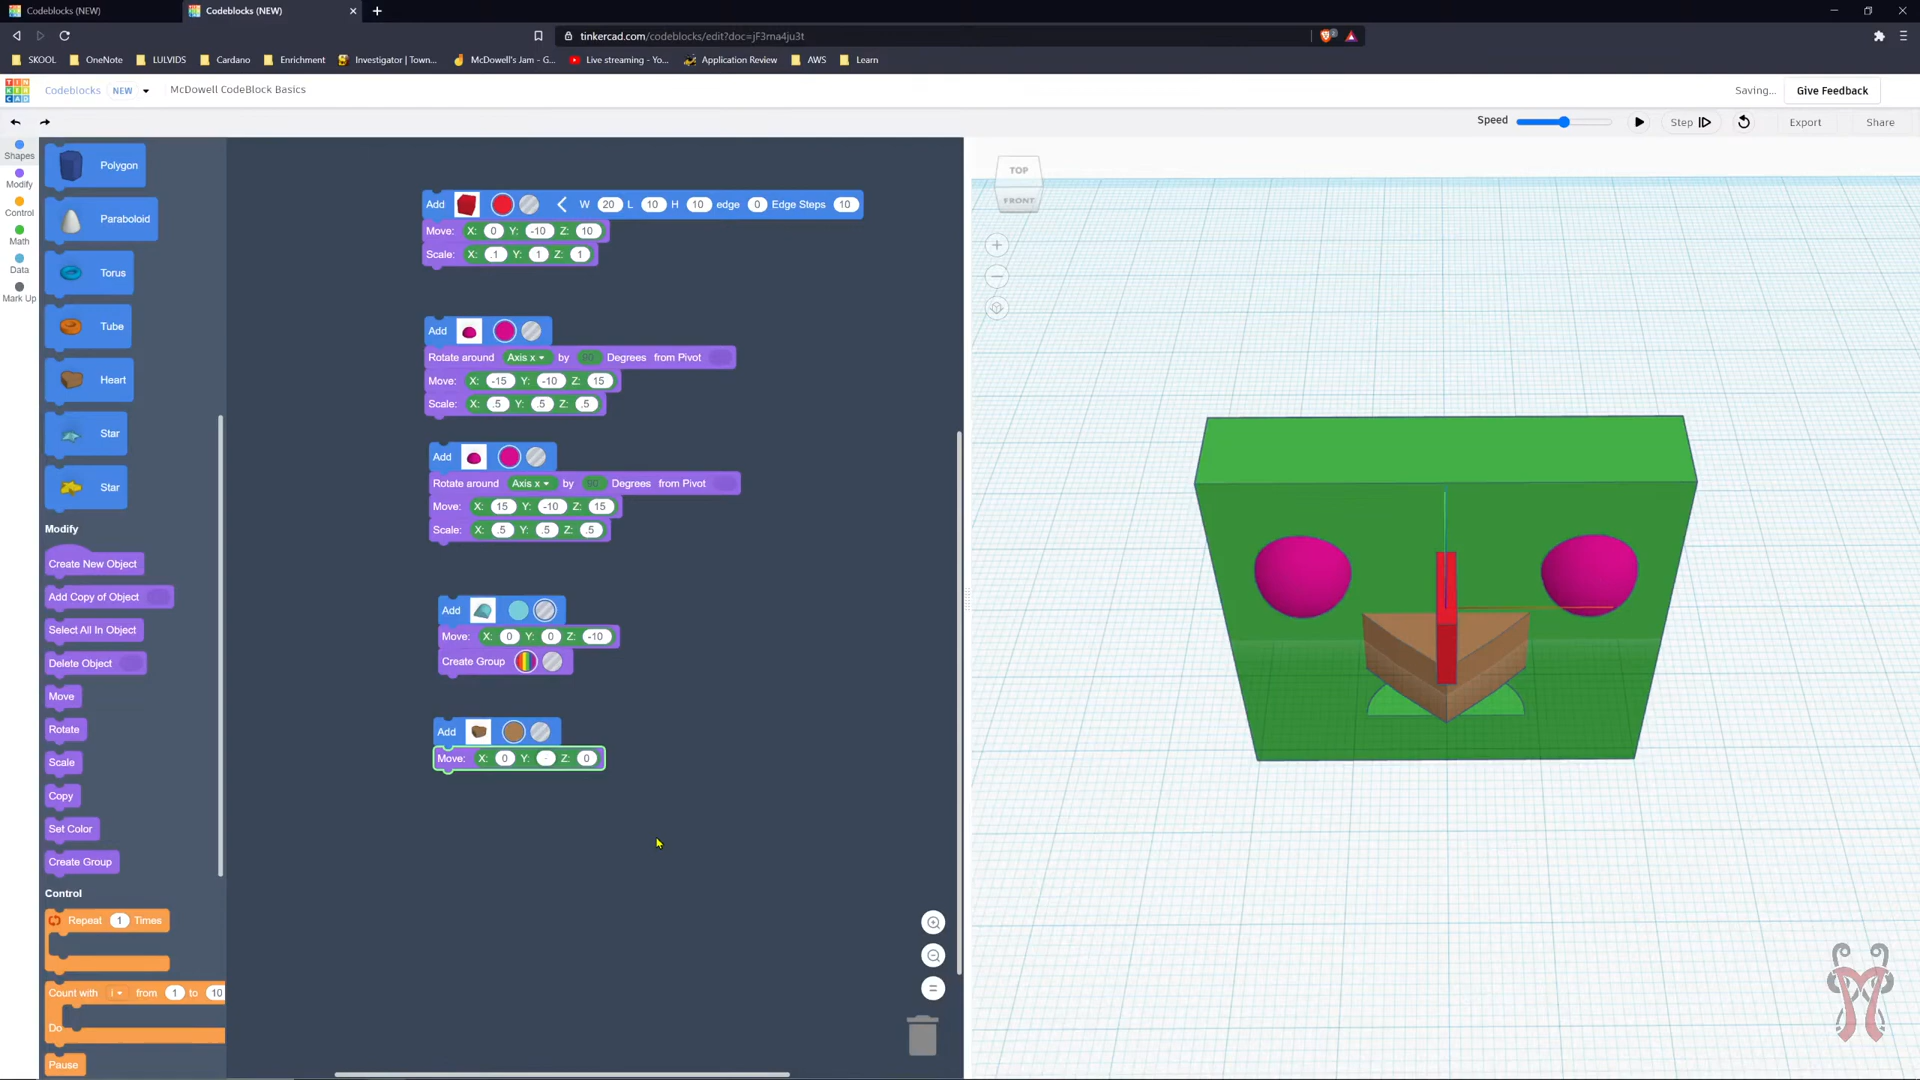 Codeblocks (NEW)
Codeblocks (NEW)
tinkercad.com/codeblocks/edit?doc=jF3ma4ju3t
2
SKOOL
OneNote
LULVIDS
Cardano
Enrichment
Investigator | Town...
McDowell's Jam - G...
Live streaming - Yo...
Application Review
AWS
Learn
TIN
KER
CAD
Codeblocks NEW
McDowell CodeBlock Basics
Saving...
Give Feedback
Speed
Step
Export
Share
Shapes
Modify
Control
Math
Data
Mark Up
Polygon
Paraboloid
Torus
Tube
Heart
Star
Star
Modify
Create New Object
Add Copy of Object
Select All In Object
Delete Object
Move
Rotate
Scale
Copy
Set Color
Create Group
Control
Repeat 1 Times
Count with i from 1 to 10
Do
Pause
Add W 20 L 10 H 10 edge 0 Edge Steps 10
Move: X: 0 Y: -10 Z: 10
Scale: X: .1 Y: 1 Z: 1
Add
Rotate around Axis x by 90 Degrees from Pivot
Move: X: -15 Y: -10 Z: 15
Scale: X: .5 Y: .5 Z: .5
Add
Rotate around Axis x by 90 Degrees from Pivot
Move: X: 15 Y: -10 Z: 15
Scale: X: .5 Y: .5 Z: .5
Add
Move: X: 0 Y: 0 Z: -10
Create Group
Add
Move: X: 0 Y: - Z: 0
TOP
FRONT